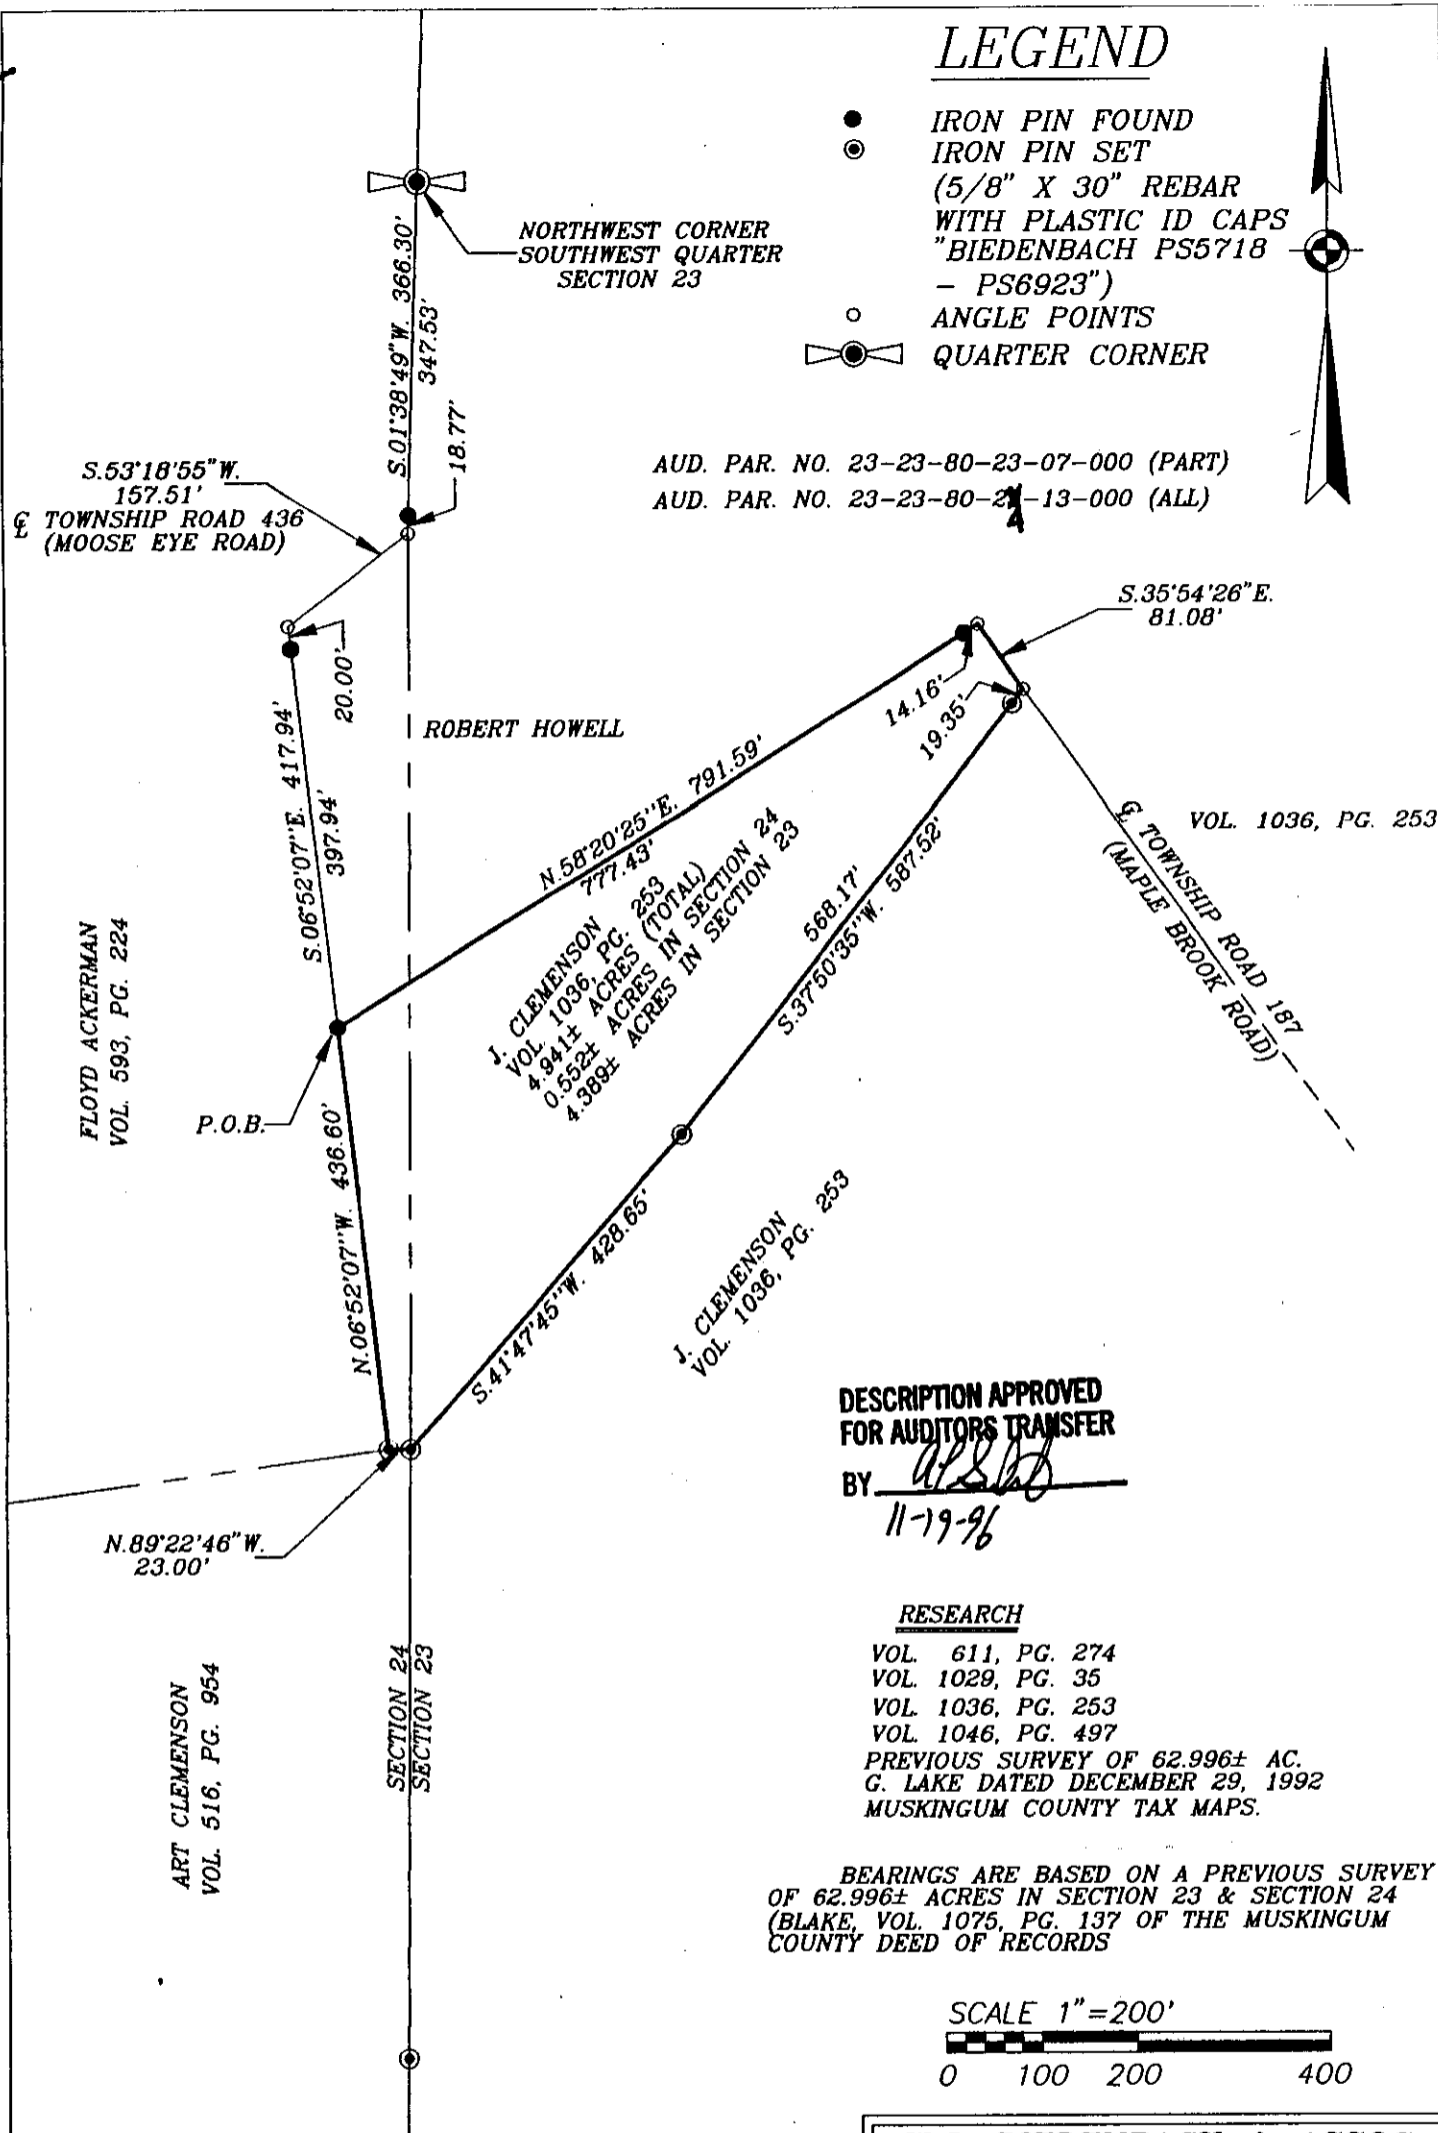 LEGEND
IRON PIN FOUND
IRON PIN SET
(5/8" X 30" REBAR
WITH PLASTIC ID CAPS
"BIEDENBACH PS5718
- PS6923")
ANGLE POINTS
QUARTER CORNER
NORTHWEST CORNER
SOUTHWEST QUARTER
SECTION 23
S.01°38'49"W. 366.30'
347.53'
18.77'
AUD. PAR. NO. 23-23-80-23-07-000 (PART)
AUD. PAR. NO. 23-23-80-24-13-000 (ALL)
S.53°18'55"W.
157.51'
℄ TOWNSHIP ROAD 436
(MOOSE EYE ROAD)
20.00'
S.35°54'26"E.
81.08'
14.16'
19.35'
ROBERT HOWELL
S.06°52'07"E. 417.94'
397.94'
N.58°20'25"E. 791.59'
777.43'
J. CLEMENSON
VOL. 1036, PG. 253
4.941± ACRES (TOTAL)
0.552± ACRES IN SECTION 24
4.389± ACRES IN SECTION 23
568.17'
S.37°50'35"W. 587.52'
℄ TOWNSHIP ROAD 187
(MAPLE BROOK ROAD)
VOL. 1036, PG. 253
FLOYD ACKERMAN
VOL. 593, PG. 224
P.O.B.
N.06°52'07"W. 436.60'
S.41°47'45"W. 428.65'
J. CLEMENSON
VOL. 1036, PG. 253
DESCRIPTION APPROVED
FOR AUDITORS TRANSFER
BY
11-19-96
N.89°22'46"W.
23.00'
SECTION 24
SECTION 23
ART CLEMENSON
VOL. 516, PG. 954
RESEARCH
VOL. 611, PG. 274
VOL. 1029, PG. 35
VOL. 1036, PG. 253
VOL. 1046, PG. 497
PREVIOUS SURVEY OF 62.996± AC.
G. LAKE DATED DECEMBER 29, 1992
MUSKINGUM COUNTY TAX MAPS.
BEARINGS ARE BASED ON A PREVIOUS SURVEY
OF 62.996± ACRES IN SECTION 23 & SECTION 24
(BLAKE, VOL. 1075, PG. 137 OF THE MUSKINGUM
COUNTY DEED OF RECORDS
SCALE 1"=200'
0 100 200 400